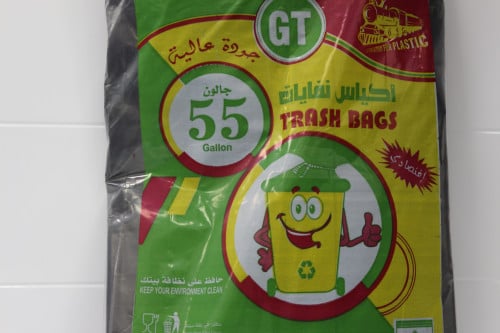 GT
PLASTIC
جودة عالية
جالون
55
Gallon
أكياس نفايات
TRASH BAGS
إقتصادي
حافظ على نظافة بيئتك
KEEP YOUR ENVIRONMENT CLEAN